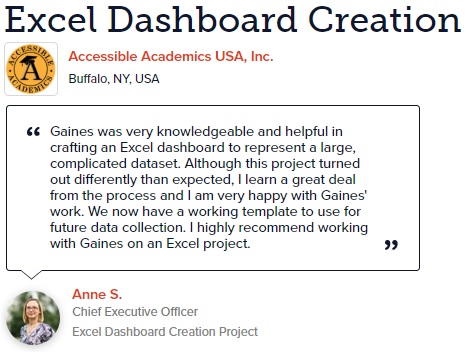 Excel Dashboard Creation
ACCESSIBLE
A
ACADEMICS
Accessible Academics USA, Inc.
Buffalo, NY, USA
“ Gaines was very knowledgeable and helpful in
crafting an Excel dashboard to represent a large,
complicated dataset. Although this project turned
out differently than expected, I learn a great deal
from the process and I am very happy with Gaines'
work. We now have a working template to use for
future data collection. I highly recommend working
with Gaines on an Excel project. ”
Anne S.
Chief Executive Officer
Excel Dashboard Creation Project